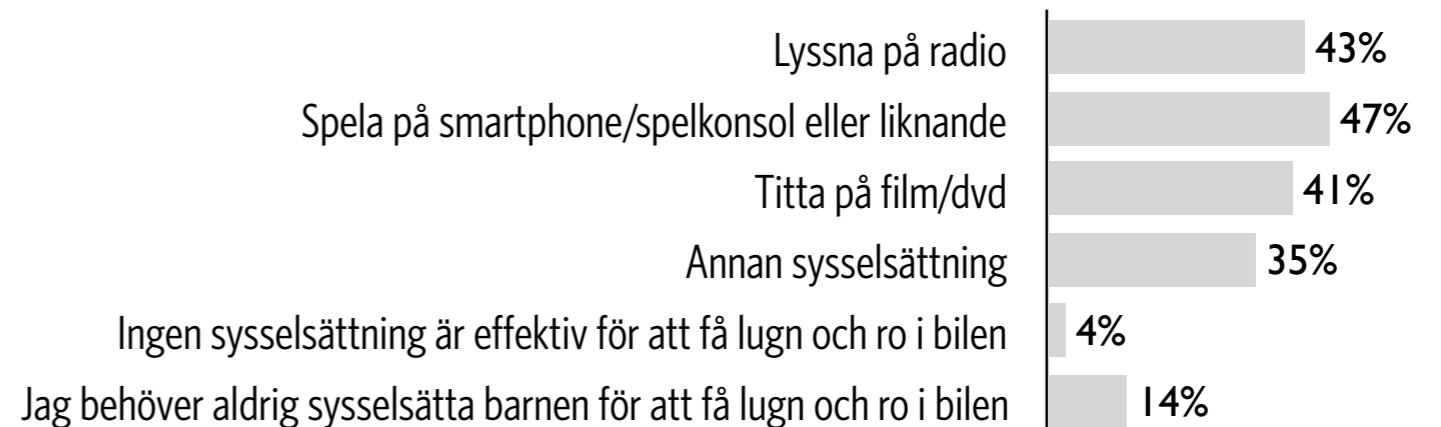 Lyssna på radio 43%
Spela på smartphone/spelkonsol eller liknande 47%
Titta på film/dvd 41%
Annan sysselsättning 35%
Ingen sysselsättning är effektiv för att få lugn och ro i bilen 4%
Jag behöver aldrig sysselsätta barnen för att få lugn och ro i bilen 14%